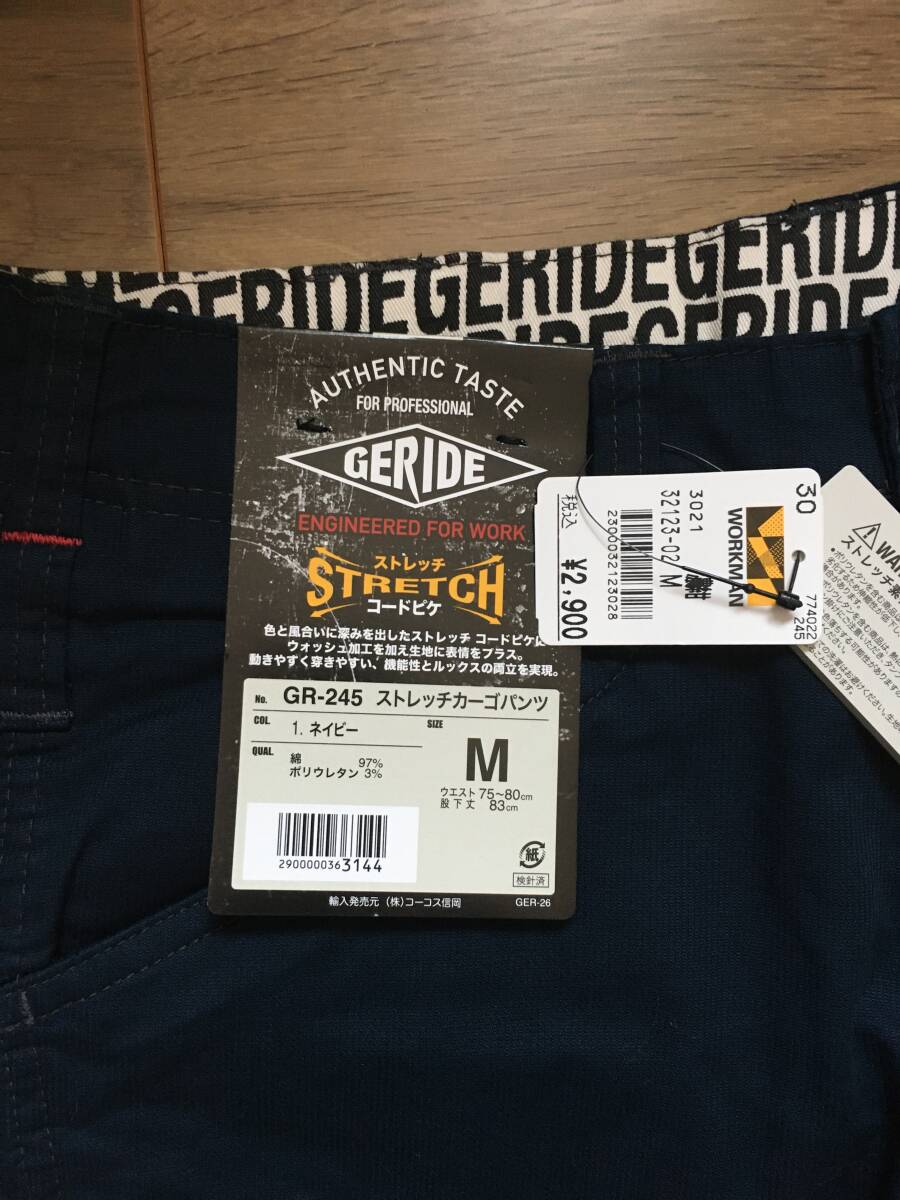 GERIDEGERIDE
AUTHENTIC TASTE
FOR PROFESSIONAL
GERIDE
ENGINEERED FOR WORK
ストレッチ
STRETCH
コードピケ
色と風合いに深みを出したストレッチ コードピケに
ウォッシュ加工を加え生地に表情をプラス。
動きやすく穿きやすい、機能性とルックスの両立を実現。
No. GR-245 ストレッチカーゴパンツ
COL. 1. ネイビー
QUAL. 綿 97%
ポリウレタン 3%
SIZE
M
ウエスト 75~80cm
股下丈 83cm
2900000363144
紙
検針済
輸入発売元 (株)コーコス信岡
GER-26
30
WORKMAN
774022
245
3021
32123-02 M
2300032123028
税込 ¥2,900
ストレッチ素